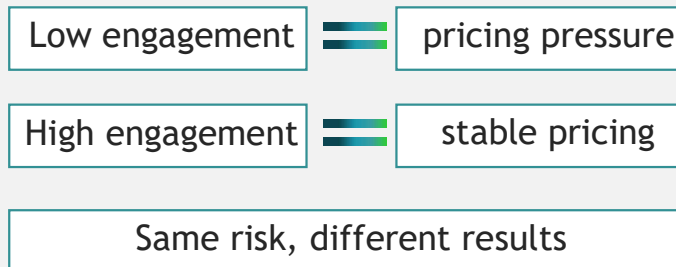 Low engagement = pricing pressure
High engagement = stable pricing
Same risk, different results